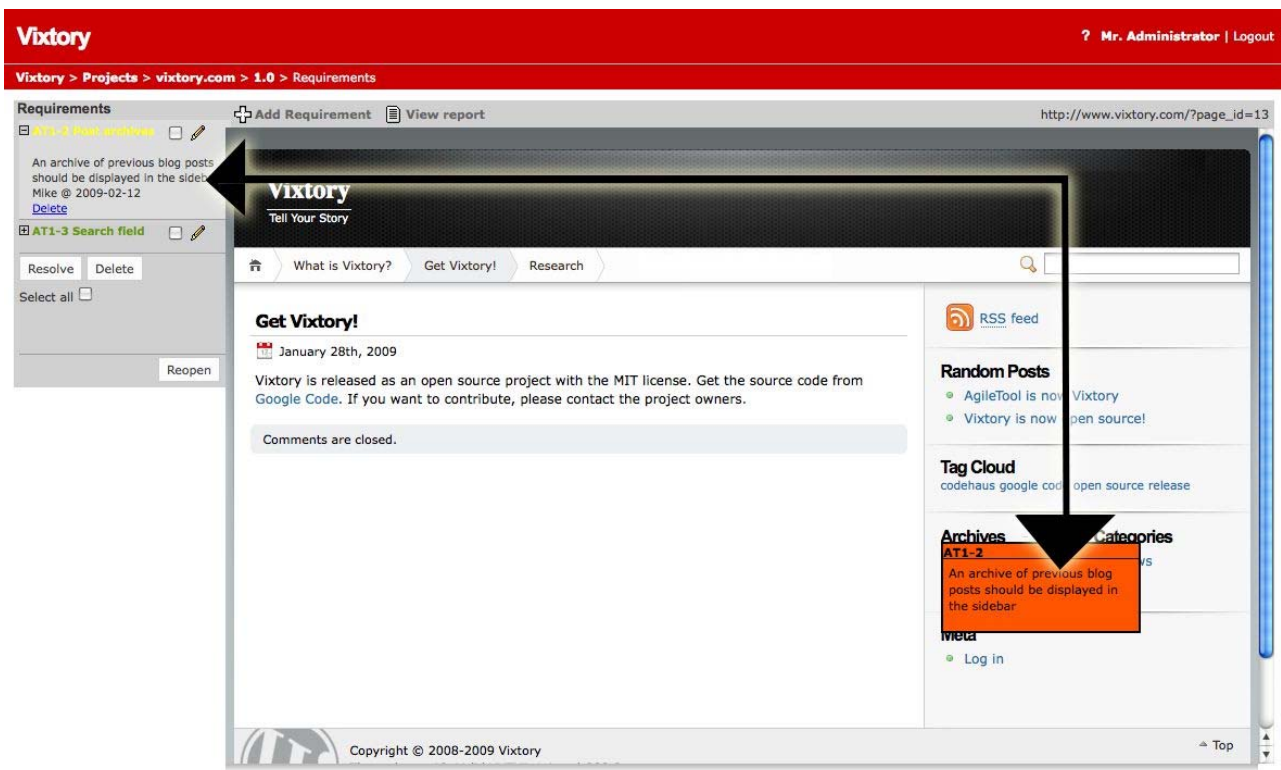 Vixtory
? Mr. Administrator | Logout
Vixtory > Projects > vixtory.com > 1.0 > Requirements
Requirements
AT1-2 Post archives
An archive of previous blog posts
should be displayed in the
Mike @ 2009-02-12
Delete
AT1-3 Search field
Resolve Delete
Select all
Reopen
Add Requirement View report
http://www.vixtory.com/?page_id=13
Vixtory
Tell Your Story
What is Vixtory? Get Vixtory! Research
Get Vixtory!
January 28th, 2009
Vixtory is released as an open source project with the MIT license. Get the source code from
Google Code. If you want to contribute, please contact the project owners.
Comments are closed.
RSS feed
Random Posts
AgileTool is now Vixtory
Vixtory is now open source!
Tag Cloud
codehaus google code open source release
Archives Categories
AT1-2
An archive of previous blog
posts should be displayed in
the sidebar
Meta
Log in
Copyright © 2008-2009 Vixtory
Top